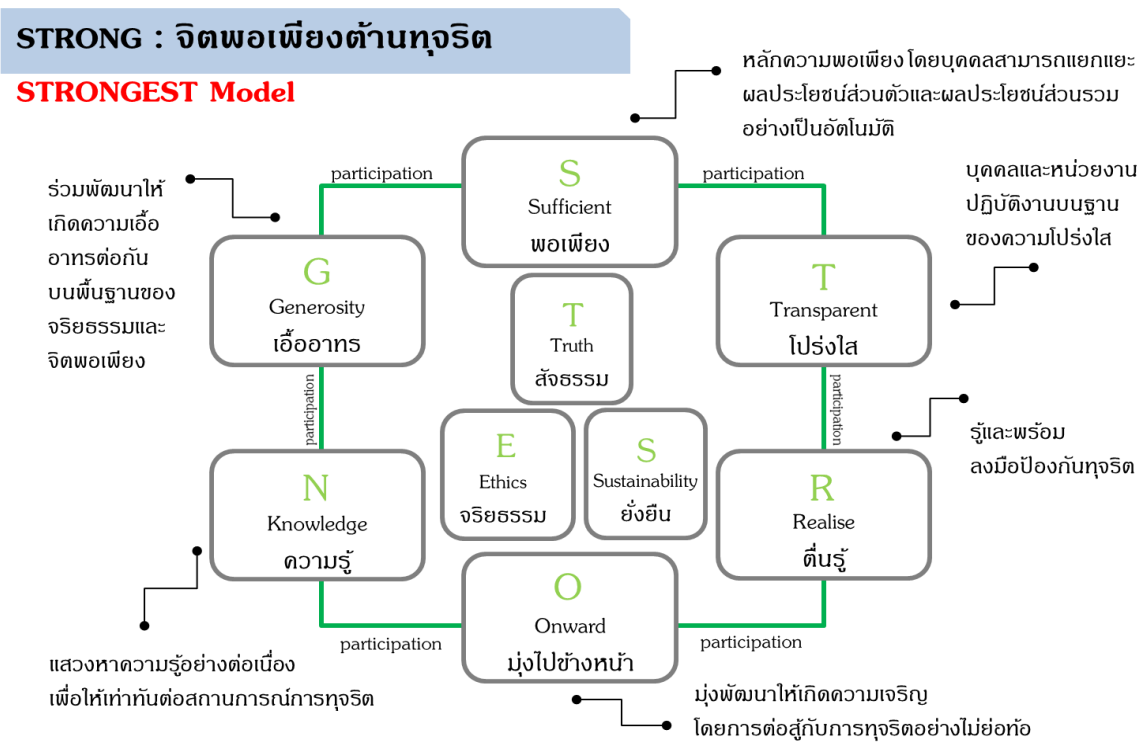 STRONG : จิตพอเพียงต้านทุจริต
STRONGEST Model
หลักความพอเพียง โดยบุคคลสามารถแยกแยะ
ผลประโยชน์ส่วนตัวและผลประโยชน์ส่วนรวม
อย่างเป็นอัตโนมัติ
participation
S
Sufficient
พอเพียง
participation
บุคคลและหน่วยงาน
ปฏิบัติงานบนฐาน
ของความโปร่งใส
ร่วมพัฒนาให้
เกิดความเอื้อ
อาทรต่อกัน
บนพื้นฐานของ
จริยธรรมและ
จิตพอเพียง
G
Generosity
เอื้ออาทร
T
Truth
สัจธรรม
T
Transparent
โปร่งใส
participation
participation
E
Ethics
จริยธรรม
S
Sustainability
ยั่งยืน
รู้และพร้อม
ลงมือป้องกันทุจริต
N
Knowledge
ความรู้
R
Realise
ตื่นรู้
O
Onward
มุ่งไปข้างหน้า
participation
participation
แสวงหาความรู้อย่างต่อเนื่อง
เพื่อให้เท่าทันต่อสถานการณ์การทุจริต
มุ่งพัฒนาให้เกิดความเจริญ
โดยการต่อสู้กับการทุจริตอย่างไม่ย่อท้อ